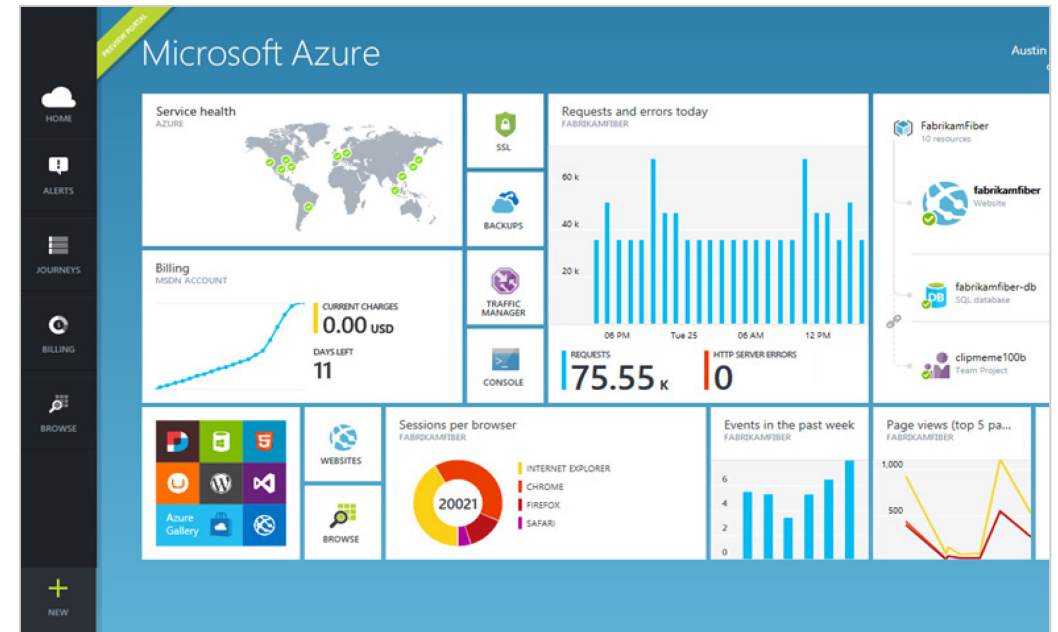 PREVIEW PORTAL
Microsoft Azure
Austin
HOME
ALERTS
JOURNEYS
BILLING
BROWSE
NEW
Service health
AZURE
SSL
BACKUPS
Requests and errors today
FABRIKAMFIBER
60 k
40 k
20 k
06 PM Tue 25 06 AM 12 PM
REQUESTS
75.55 K
HTTP SERVER ERRORS
0
FabrikamFiber
10 resources
fabrikamfiber
Website
DB
fabrikamfiber-db
SQL database
clipmeme100b
Team Project
Billing
MSDN ACCOUNT
CURRENT CHARGES
0.00 USD
DAYS LEFT
11
TRAFFIC
MANAGER
CONSOLE
5
Azure
Gallery
WEBSITES
BROWSE
Sessions per browser
FABRIKAMFIBER
20021
INTERNET EXPLORER
CHROME
FIREFOX
SAFARI
Events in the past week
FABRIKAMFIBER
6
4
2
0
Page views (top 5 pa...
FABRIKAMFIBER
1,000
500